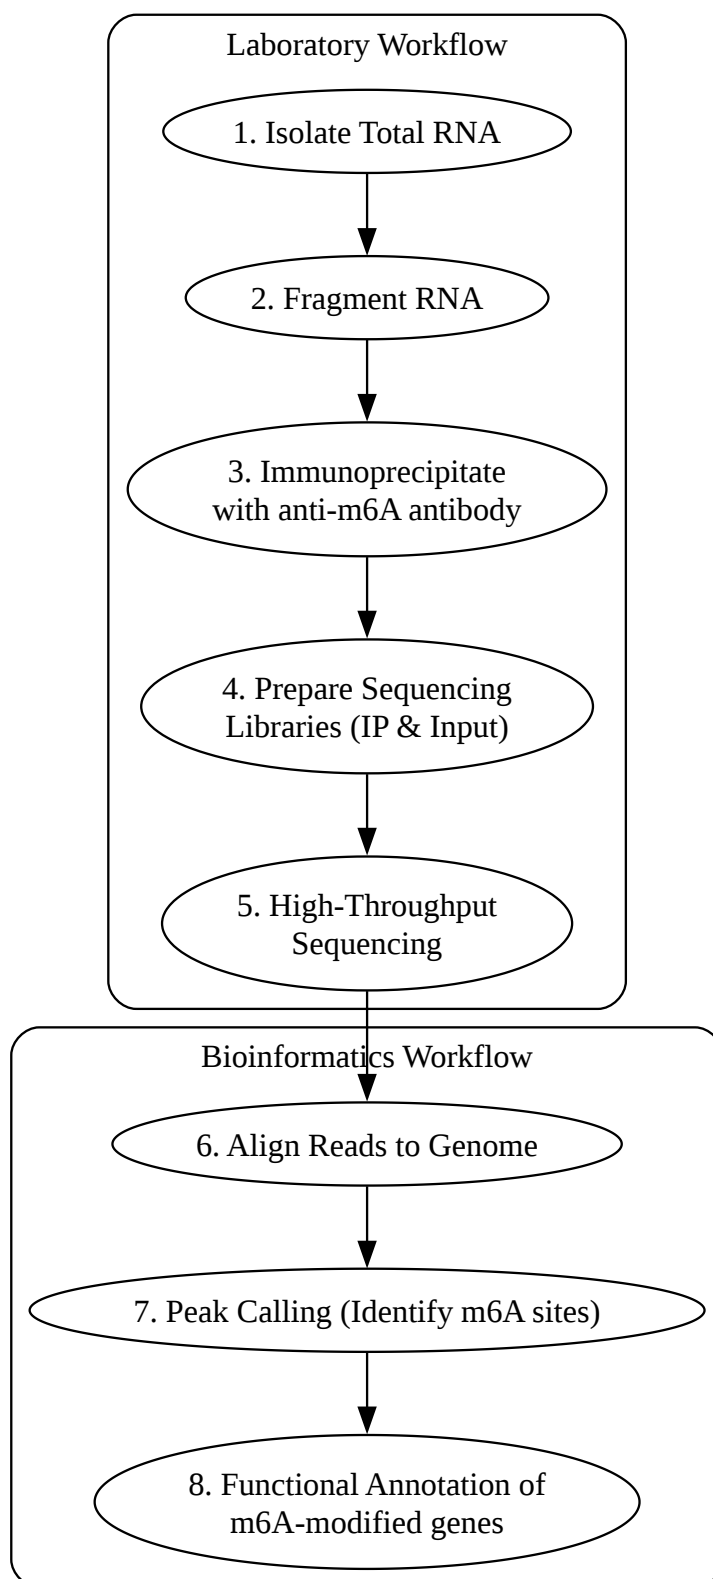 Laboratory Workflow
1. Isolate Total RNA
2. Fragment RNA
3. Immunoprecipitate
with anti-m6A antibody
4. Prepare Sequencing
Libraries (IP & Input)
5. High-Throughput
Sequencing
Bioinformatics Workflow
6. Align Reads to Genome
7. Peak Calling (Identify m6A sites)
8. Functional Annotation of
m6A-modified genes